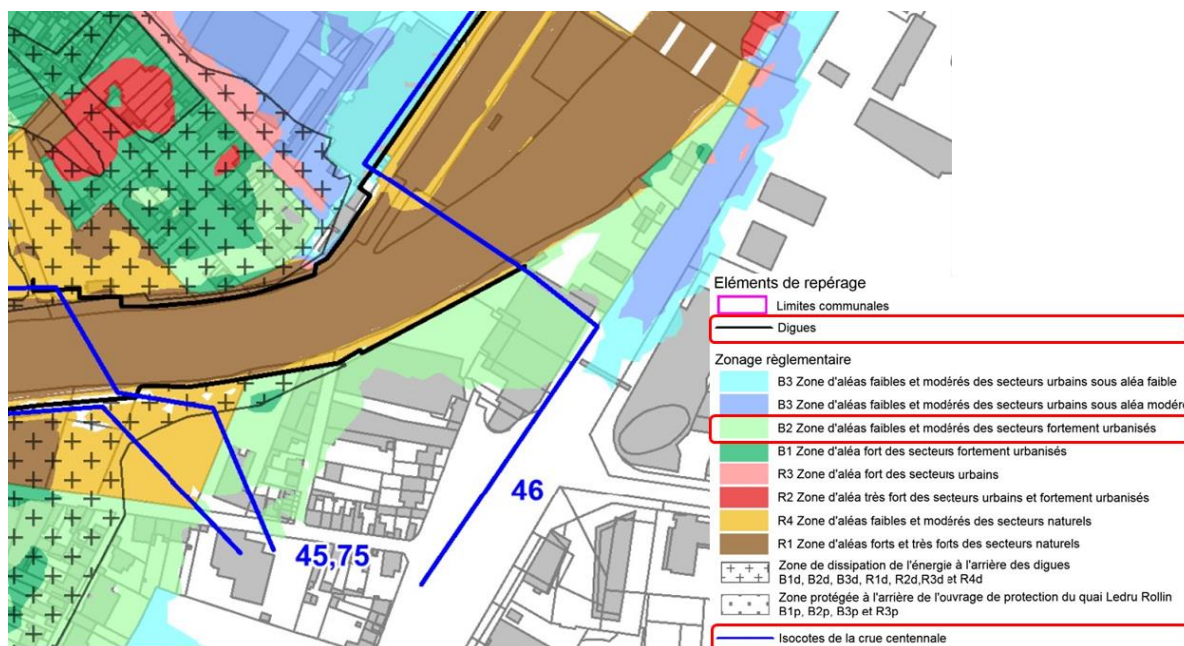 46
45,75
Eléments de repérage
Limites communales
Digues
Zonage règlementaire
B3 Zone d'aléas faibles et modérés des secteurs urbains sous aléa faible
B3 Zone d'aléas faibles et modérés des secteurs urbains sous aléa modéré
B2 Zone d'aléas faibles et modérés des secteurs fortement urbanisés
B1 Zone d'aléa fort des secteurs fortement urbanisés
R3 Zone d'aléa fort des secteurs urbains
R2 Zone d'aléa très fort des secteurs urbains et fortement urbanisés
R4 Zone d'aléas faibles et modérés des secteurs naturels
R1 Zone d'aléas forts et très forts des secteurs naturels
Zone de dissipation de l'énergie à l'arrière des digues
B1d, B2d, B3d, R1d, R2d,R3d et R4d
Zone protégée à l'arrière de l'ouvrage de protection du quai Ledru Rollin
B1p, B2p, B3p et R3p
Isocotes de la crue centennale